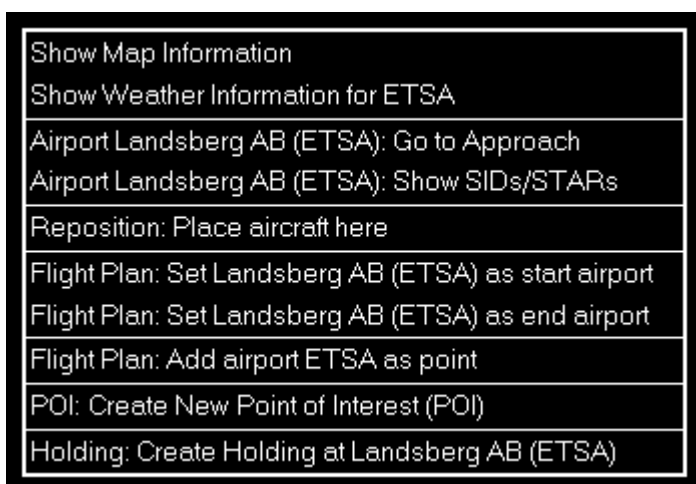 Show Map Information
Show Weather Information for ETSA
Airport Landsberg AB (ETSA): Go to Approach
Airport Landsberg AB (ETSA): Show SIDs/STARs
Reposition: Place aircraft here
Flight Plan: Set Landsberg AB (ETSA) as start airport
Flight Plan: Set Landsberg AB (ETSA) as end airport
Flight Plan: Add airport ETSA as point
POI: Create New Point of Interest (POI)
Holding: Create Holding at Landsberg AB (ETSA)